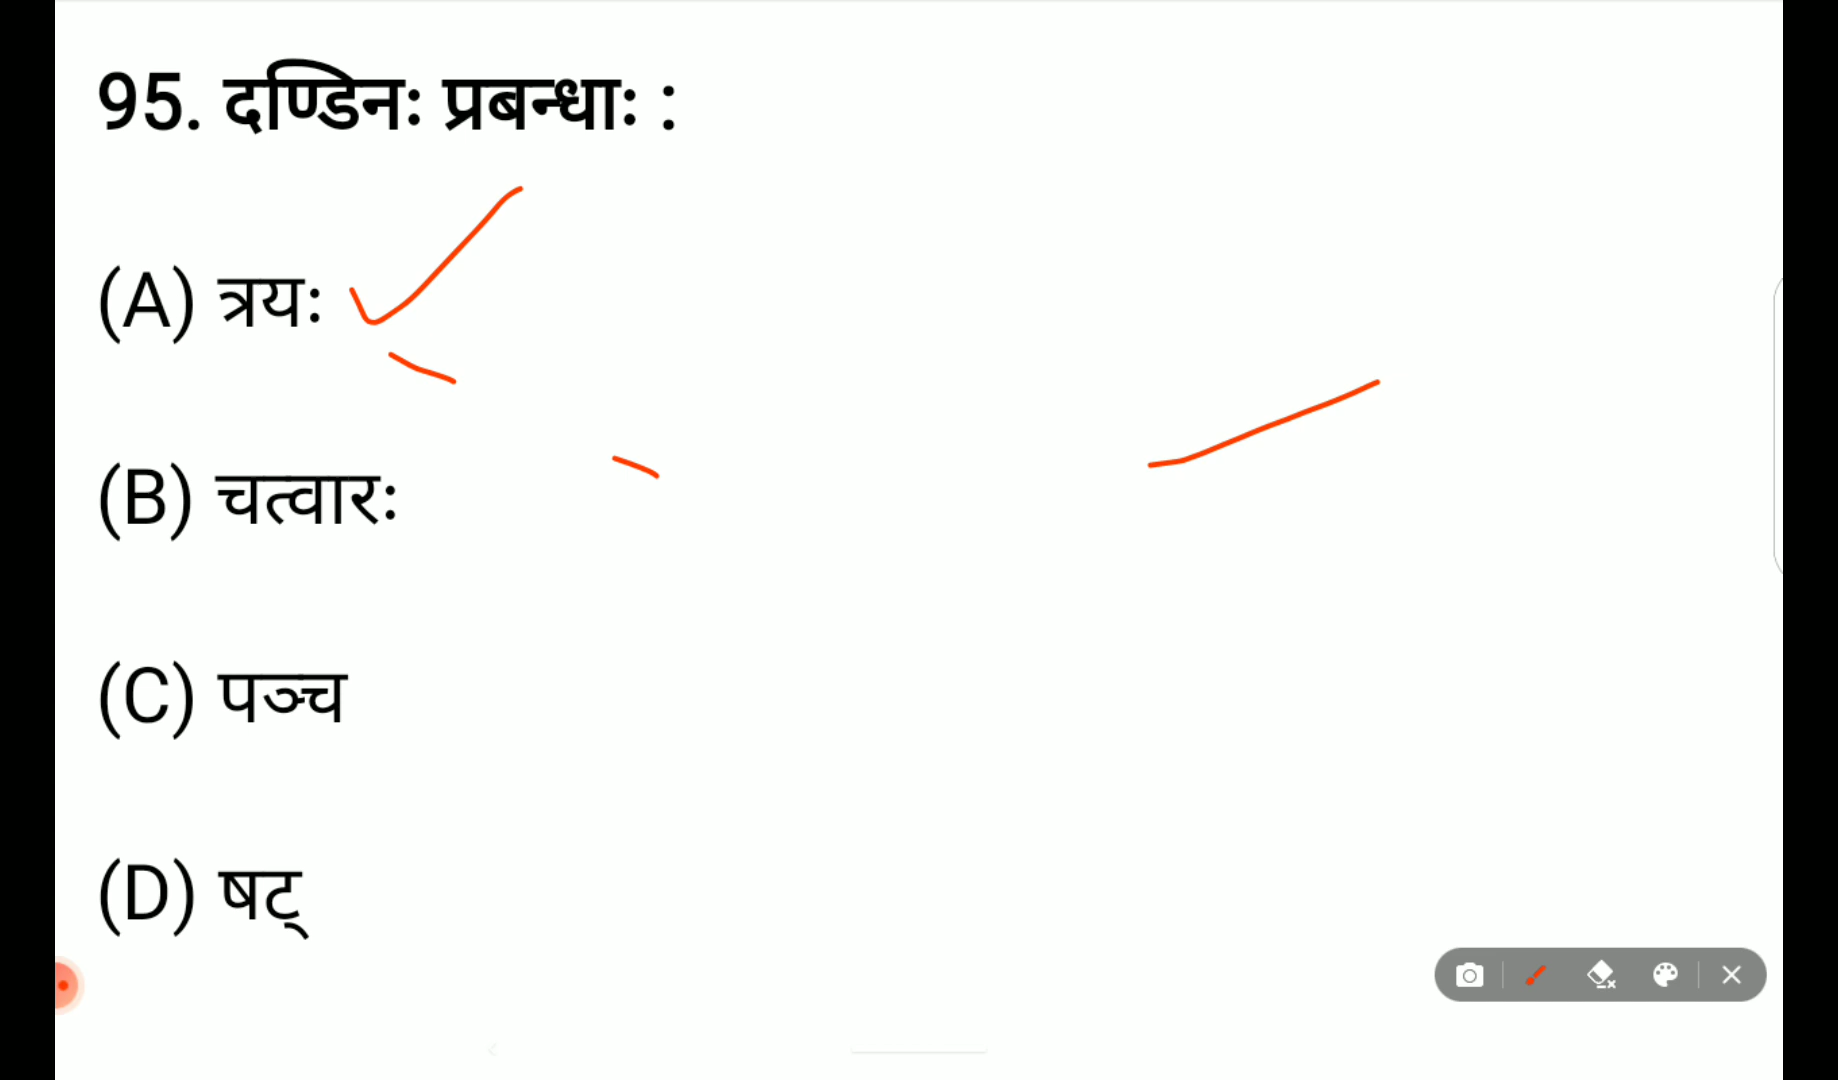 95. दण्डिनः प्रबन्धाः :
(A) त्रयः
(B) चत्वारः
(C) पञ्च
(D) षट्